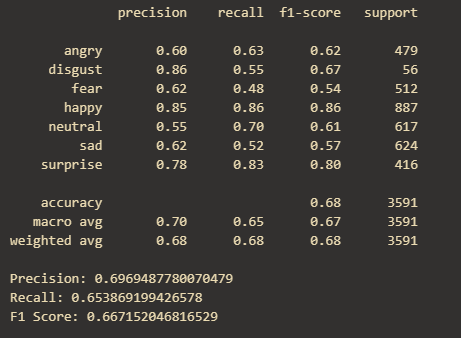 precision recall f1-score support
angry 0.60 0.63 0.62 479
disgust 0.86 0.55 0.67 56
fear 0.62 0.48 0.54 512
happy 0.85 0.86 0.86 887
neutral 0.55 0.70 0.61 617
sad 0.62 0.52 0.57 624
surprise 0.78 0.83 0.80 416
accuracy 0.68 3591
macro avg 0.70 0.65 0.67 3591
weighted avg 0.68 0.68 0.68 3591
Precision: 0.6969487780070479
Recall: 0.653869199426578
F1 Score: 0.667152046816529